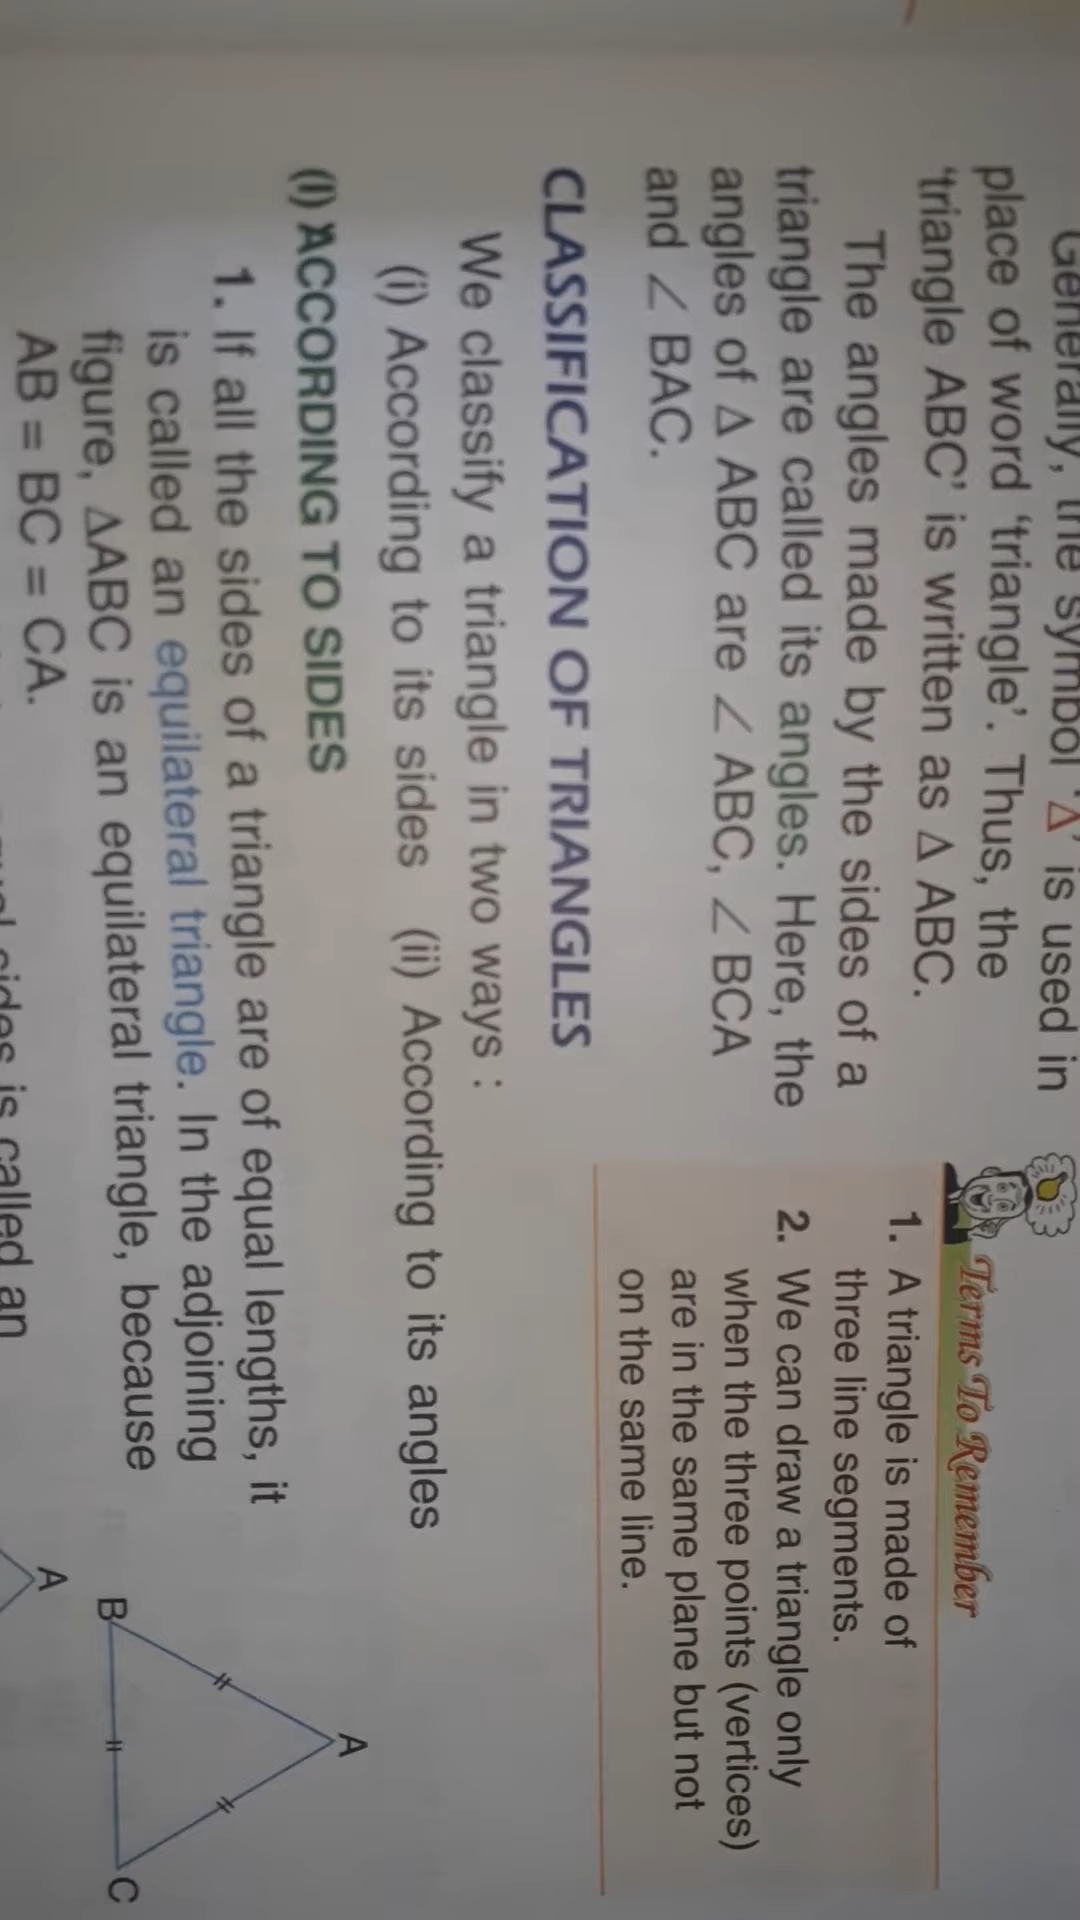 Generally, the symbol 'Δ' is used in
place of word 'triangle'. Thus, the
'triangle ABC' is written as Δ ABC.
The angles made by the sides of a
triangle are called its angles. Here, the
angles of Δ ABC are ∠ ABC, ∠ BCA
and ∠ BAC.
Terms To Remember
1. A triangle is made of
three line segments.
2. We can draw a triangle only
when the three points (vertices)
are in the same plane but not
on the same line.
CLASSIFICATION OF TRIANGLES
We classify a triangle in two ways :
(i) According to its sides (ii) According to its angles
(I) ACCORDING TO SIDES
1. If all the sides of a triangle are of equal lengths, it
is called an equilateral triangle. In the adjoining
figure, ΔABC is an equilateral triangle, because
AB = BC = CA.
A
B
C
sides is called an
A